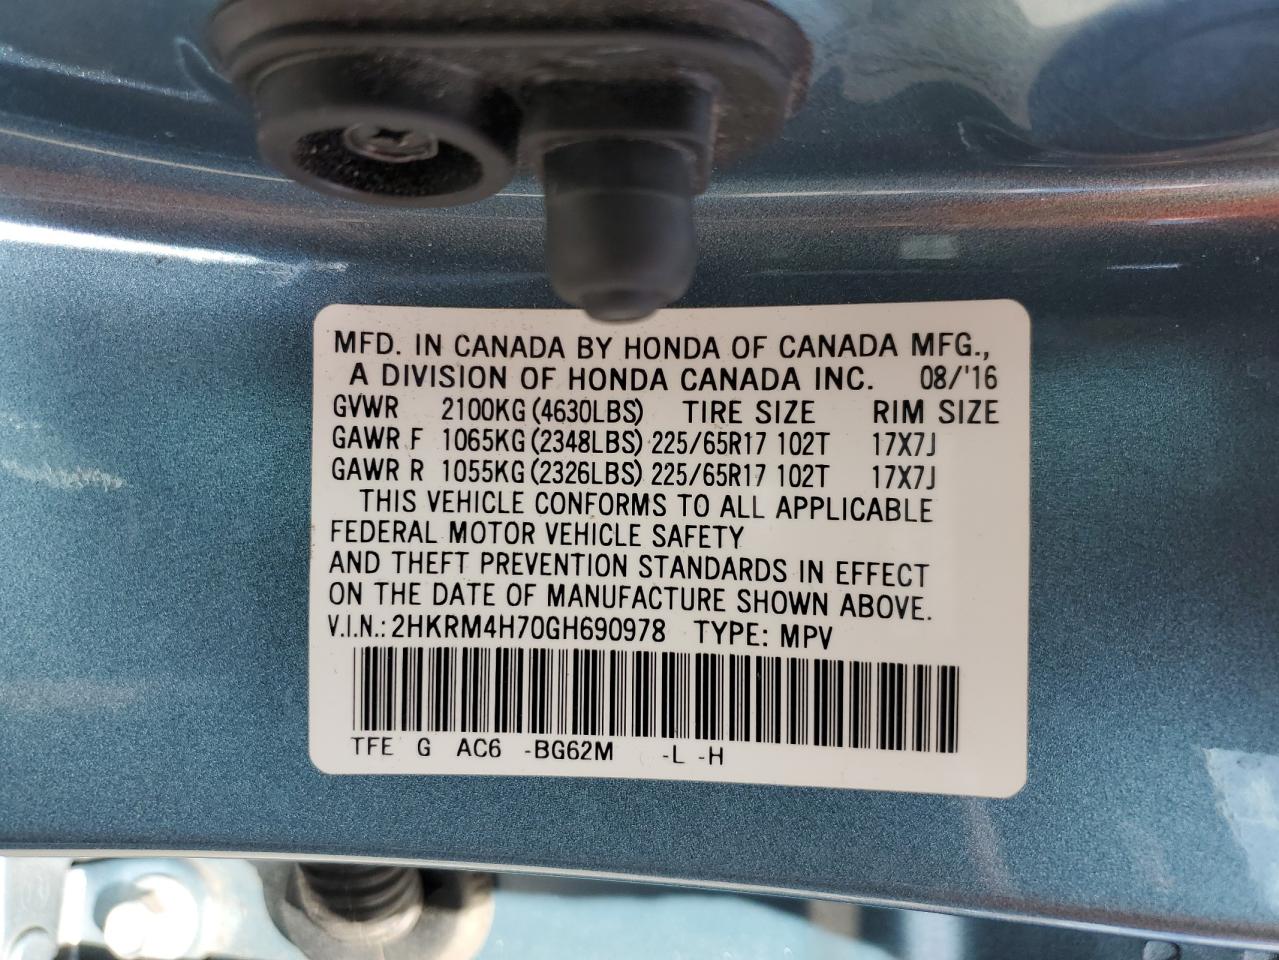 MFD. IN CANADA BY HONDA OF CANADA MFG.,
A DIVISION OF HONDA CANADA INC. 08/'16
GVWR 2100KG (4630LBS) TIRE SIZE RIM SIZE
GAWR F 1065KG (2348LBS) 225/65R17 102T 17X7J
GAWR R 1055KG (2326LBS) 225/65R17 102T 17X7J
THIS VEHICLE CONFORMS TO ALL APPLICABLE
FEDERAL MOTOR VEHICLE SAFETY
AND THEFT PREVENTION STANDARDS IN EFFECT
ON THE DATE OF MANUFACTURE SHOWN ABOVE.
V.I.N.: 2HKRM4H70GH690978 TYPE: MPV
TFE G AC6 -BG62M -L -H